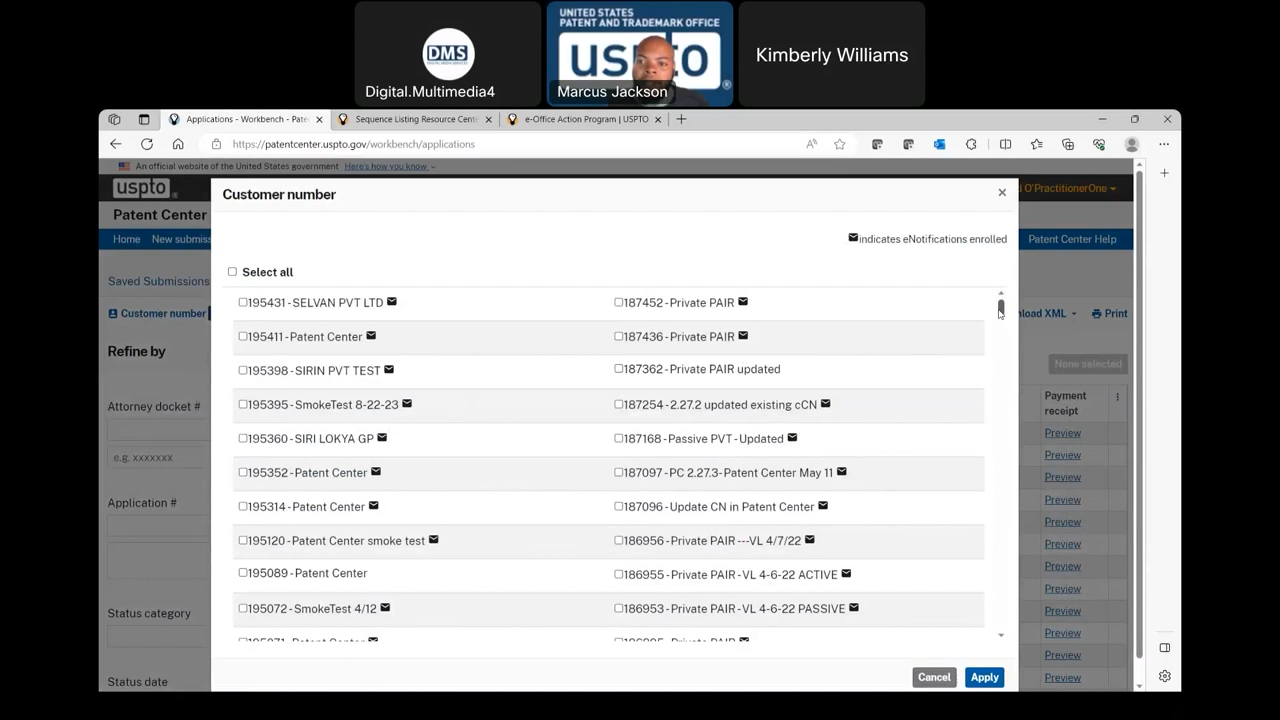 UNITED STATES
PATENT AND TRADEMARK OFFICE
DMS
DIGITAL MEDIA SERVICES
uspto
®
Kimberly Williams
Digital.Multimedia4
Marcus Jackson
Applications - Workbench - Pate
Sequence Listing Resource Cente
e-Office Action Program | USPTO
https://patentcenter.uspto.gov/workbench/applications
An official website of the United States government Here's how you know
uspto®
Patent Center
O'PractitionerOne
Home
New submiss
Patent Center Help
Saved Submissions
Customer number
load XML
Print
Refine by
None selected
Attorney docket #
e.g. xxxxxxx
Application #
Status category
Status date
Payment
receipt
Preview
Preview
Preview
Preview
Preview
Preview
Preview
Preview
Preview
Preview
Preview
Preview
Customer number
indicates eNotifications enrolled
Select all
195431 - SELVAN PVT LTD
187452 - Private PAIR
195411 - Patent Center
187436 - Private PAIR
195398 - SIRIN PVT TEST
187362 - Private PAIR updated
195395 - SmokeTest 8-22-23
187254 - 2.27.2 updated existing cCN
195360 - SIRI LOKYA GP
187168 - Passive PVT - Updated
195352 - Patent Center
187097 - PC 2.27.3- Patent Center May 11
195314 - Patent Center
187096 - Update CN in Patent Center
195120 - Patent Center smoke test
186956 - Private PAIR ---VL 4/7/22
195089 - Patent Center
186955 - Private PAIR - VL 4-6-22 ACTIVE
195072 - SmokeTest 4/12
186953 - Private PAIR - VL 4-6-22 PASSIVE
Cancel
Apply